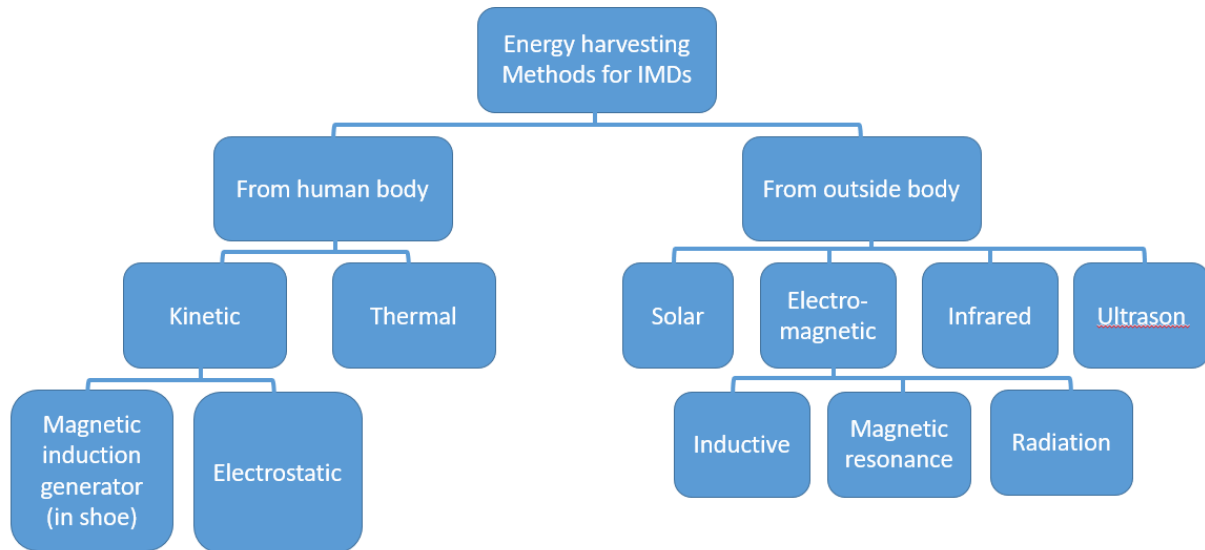 Energy harvesting
Methods for IMDs
From human body
From outside body
Kinetic
Thermal
Solar
Electro-
magnetic
Infrared
Ultrason
Magnetic
induction
generator
(in shoe)
Electrostatic
Inductive
Magnetic
resonance
Radiation